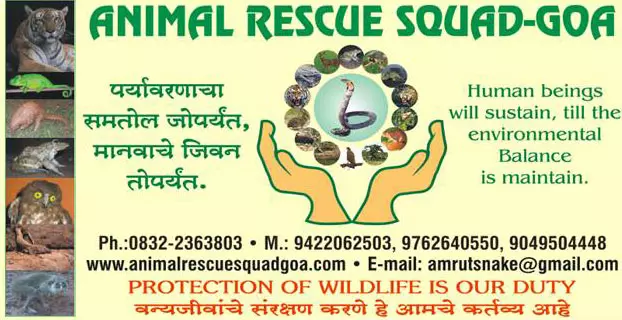 ANIMAL RESCUE SQUAD-GOA
पर्यावरणाचा
समतोल जोपर्यंत,
मानवाचे जिवन
तोपर्यंत.
Human beings
will sustain, till the
environmental
Balance
is maintain.
Ph.:0832-2363803 • M.: 9422062503, 9762640550, 9049504448
www.animalrescuesquadgoa.com • E-mail: amrutsnake@gmail.com
PROTECTION OF WILDLIFE IS OUR DUTY
वन्यजीवांचे संरक्षण करणे हे आमचे कर्तव्य आहे